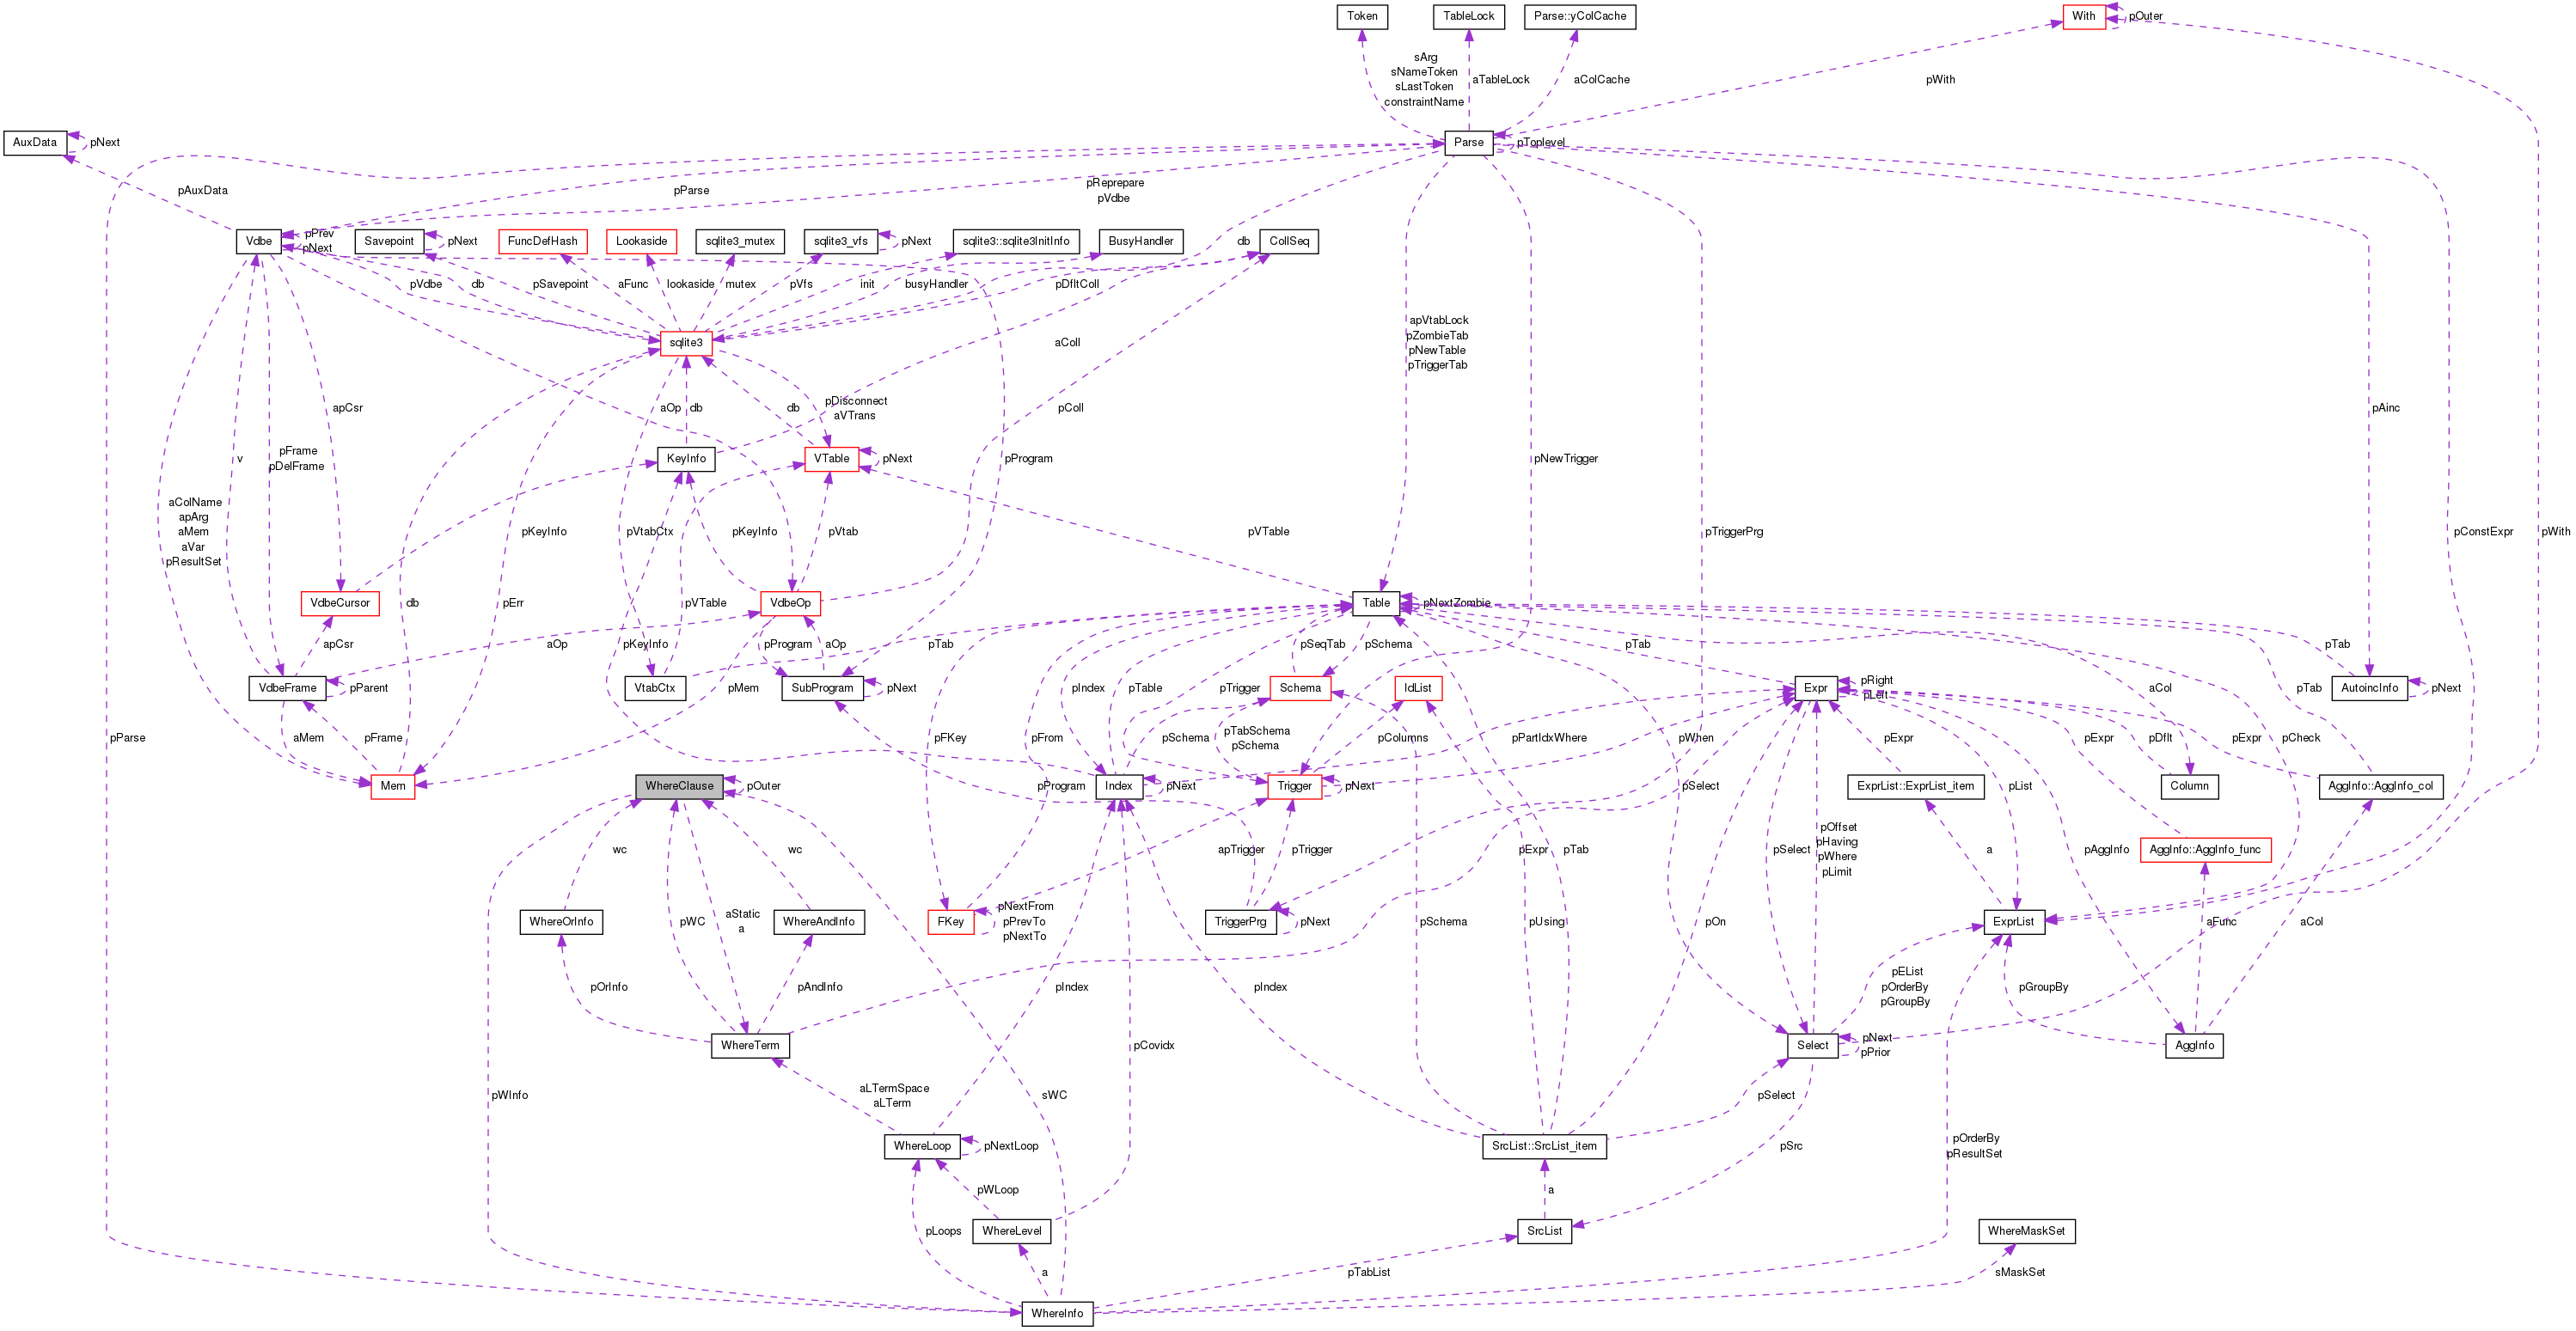 Token
TableLock
Parse::yColCache
With
pOuter
sArg
sNameToken
sLastToken
constraintName
aTableLock
aColCache
pWith
AuxData
pNext
Parse
pToplevel
pAuxData
pParse
pReprepare
pVdbe
Vdbe
pPrev
pNext
Savepoint
pNext
FuncDefHash
Lookaside
sqlite3_mutex
sqlite3_vfs
pNext
sqlite3::sqlite3InitInfo
BusyHandler
db
CollSeq
pVdbe
db
pSavepoint
aFunc
lookaside
mutex
pVfs
init
busyHandler
pDfltColl
apVtabLock
pZombieTab
pNewTable
pTriggerTab
sqlite3
aColl
apCsr
aOp
db
pDisconnect
aVTrans
db
pColl
pAinc
v
pFrame
pDelFrame
KeyInfo
VTable
pNext
pProgram
pNewTrigger
aColName
apArg
aMem
aVar
pResultSet
pKeyInfo
pVtabCtx
pKeyInfo
pVtab
pVTable
pTriggerPrg
pConstExpr
pWith
VdbeCursor
pErr
db
pVTable
VdbeOp
Table
pNextZombie
apCsr
aOp
pKeyInfo
pProgram
aOp
pTab
pSeqTab
pSchema
pTab
pTab
VdbeFrame
pParent
VtabCtx
SubProgram
pNext
pMem
pIndex
pTable
pTrigger
Schema
IdList
Expr
pRight
pLeft
aCol
pTab
AutoincInfo
pNext
aMem
pFrame
pFKey
pFrom
pSchema
pTabSchema
pSchema
pColumns
pPartIdxWhere
pWhen
pExpr
pDflt
pExpr
pExpr
pCheck
Mem
WhereClause
pOuter
pProgram
Index
pNext
Trigger
pNext
pSelect
pList
ExprList::ExprList_item
Column
AggInfo::AggInfo_col
wc
wc
apTrigger
pTrigger
pExpr
pTab
pSelect
pOffset
pHaving
pWhere
pLimit
a
pAggInfo
AggInfo::AggInfo_func
WhereOrInfo
pWC
aStatic
a
WhereAndInfo
FKey
pNextFrom
pPrevTo
pNextTo
TriggerPrg
pNext
pSchema
pUsing
pOn
ExprList
aFunc
aCol
pOrInfo
pAndInfo
pIndex
pIndex
pEList
pOrderBy
pGroupBy
pGroupBy
WhereTerm
pCovidx
Select
pNext
pPrior
AggInfo
pWInfo
aLTermSpace
aLTerm
sWC
pSelect
WhereLoop
pNextLoop
SrcList::SrcList_item
pSrc
pOrderBy
pResultSet
pWLoop
a
pParse
pLoops
WhereLevel
SrcList
WhereMaskSet
a
pTabList
sMaskSet
WhereInfo